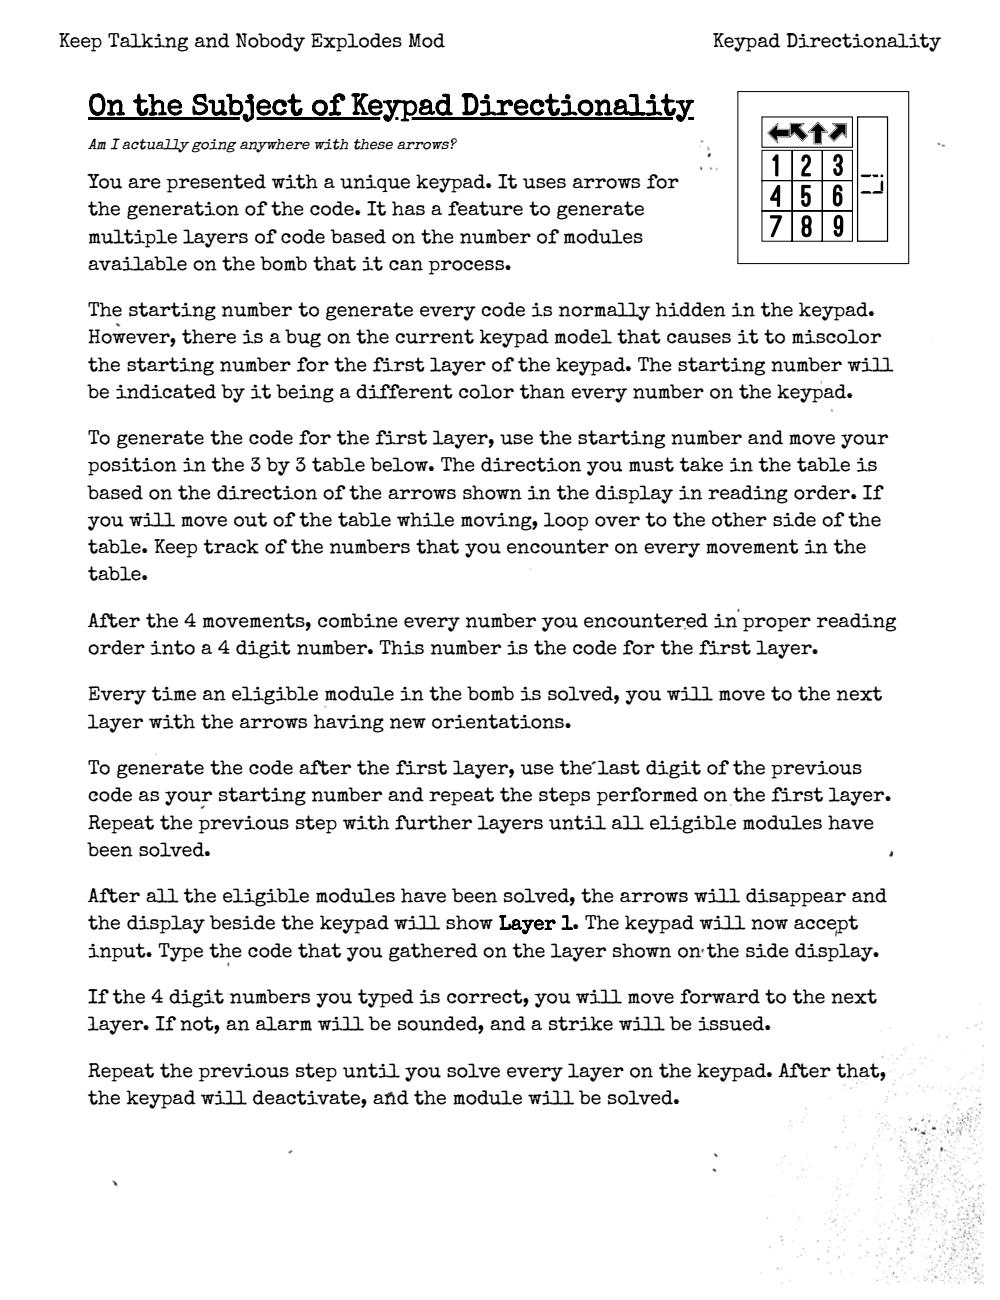 Keep Talking and Nobody Explodes Mod
Keypad Directionality
On the Subject of Keypad Directionality
Am I actually going anywhere with these arrows?
You are presented with a unique keypad. It uses arrows for
the generation of the code. It has a feature to generate
multiple layers of code based on the number of modules
available on the bomb that it can process.
1 2 3
4 5 6
7 8 9
The starting number to generate every code is normally hidden in the keypad.
However, there is a bug on the current keypad model that causes it to miscolor
the starting number for the first layer of the keypad. The starting number will
be indicated by it being a different color than every number on the keypad.
To generate the code for the first layer, use the starting number and move your
position in the 3 by 3 table below. The direction you must take in the table is
based on the direction of the arrows shown in the display in reading order. If
you will move out of the table while moving, loop over to the other side of the
table. Keep track of the numbers that you encounter on every movement in the
table.
After the 4 movements, combine every number you encountered in proper reading
order into a 4 digit number. This number is the code for the first layer.
Every time an eligible module in the bomb is solved, you will move to the next
layer with the arrows having new orientations.
To generate the code after the first layer, use the last digit of the previous
code as your starting number and repeat the steps performed on the first layer.
Repeat the previous step with further layers until all eligible modules have
been solved.
After all the eligible modules have been solved, the arrows will disappear and
the display beside the keypad will show Layer 1. The keypad will now accept
input. Type the code that you gathered on the layer shown on the side display.
If the 4 digit numbers you typed is correct, you will move forward to the next
layer. If not, an alarm will be sounded, and a strike will be issued.
Repeat the previous step until you solve every layer on the keypad. After that,
the keypad will deactivate, and the module will be solved.